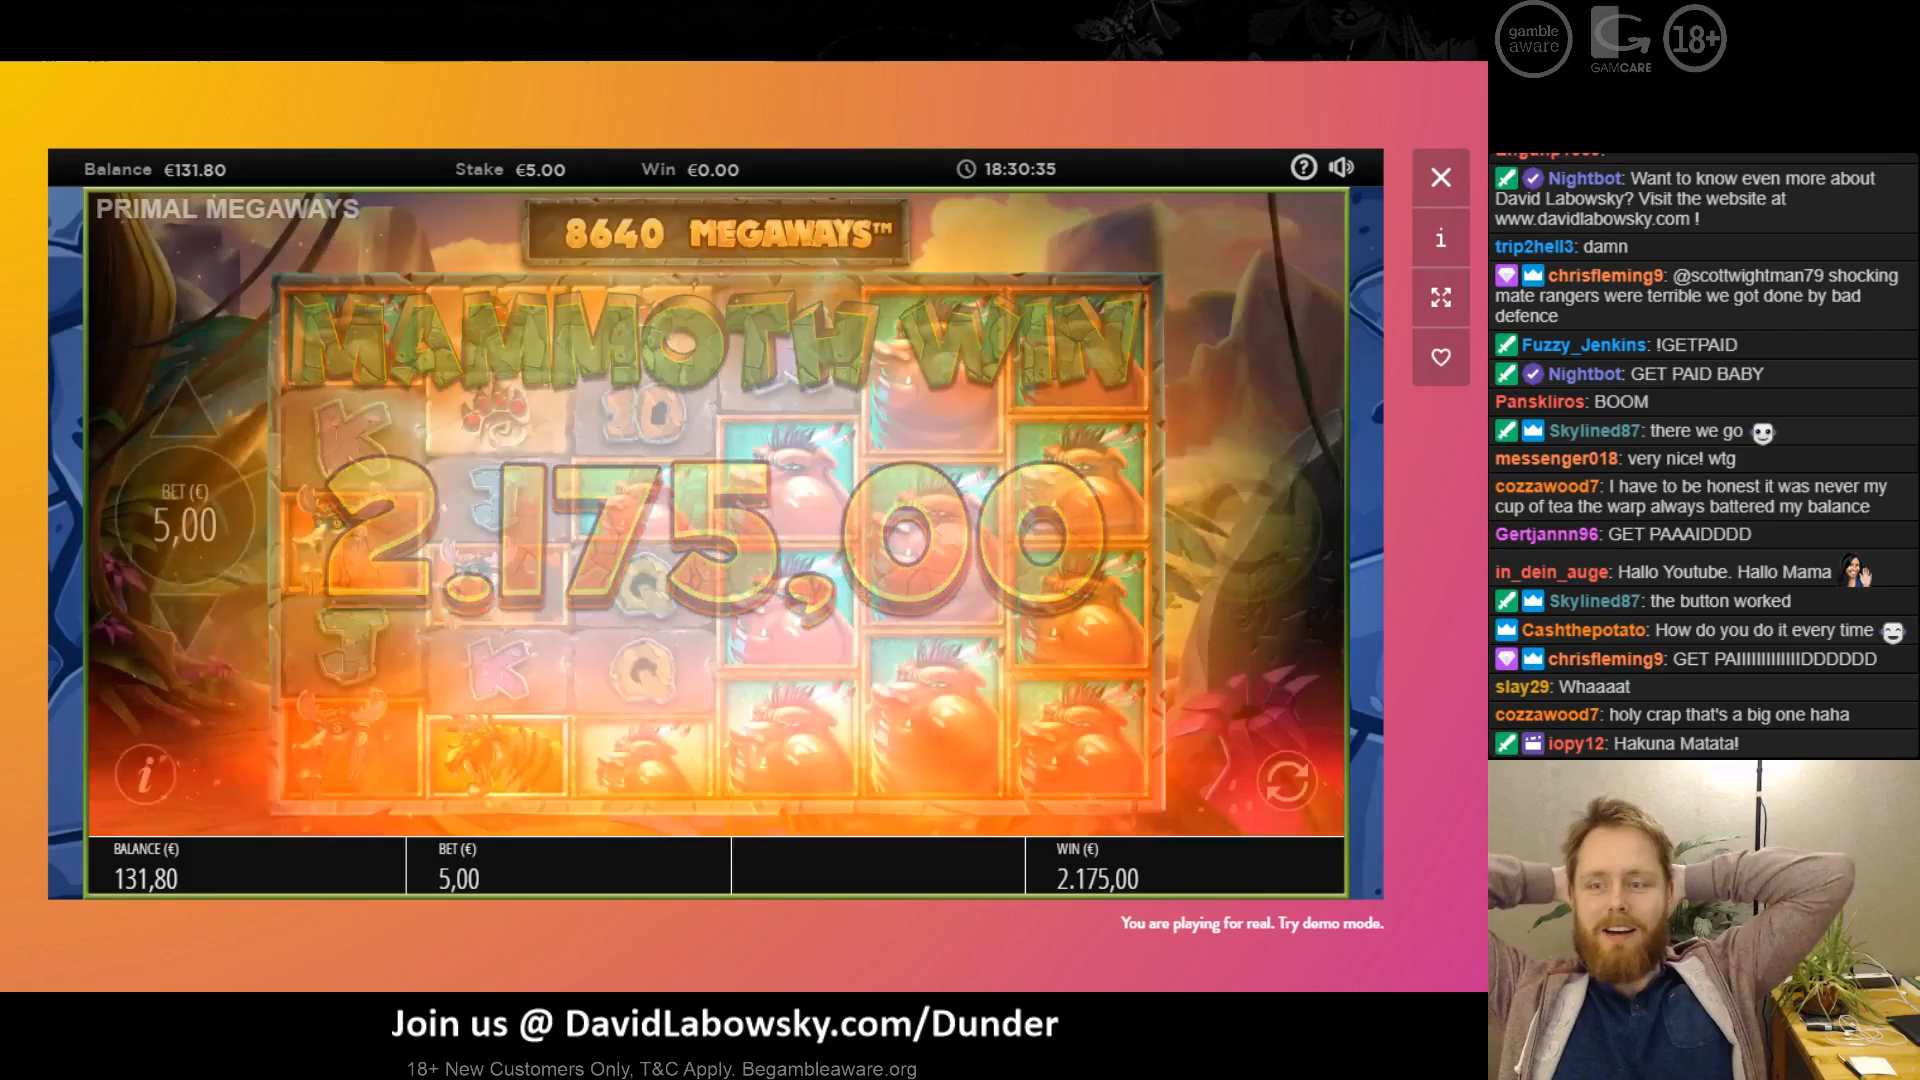 gamble
aware
GAMCARE
18+
Balance €131.80
Stake €5.00
Win €0.00
18:30:35
?
PRIMAL MEGAWAYS
8640 MEGAWAYS™
MAMMOTH WIN
K
10
J
2.175,00
Q
J
K
Q
BET (€)
5,00
i
BALANCE (€)
131,80
BET (€)
5,00
WIN (€)
2.175,00
i
You are playing for real. Try demo mode.
Nightbot: Want to know even more about
David Labowsky? Visit the website at
www.davidlabowsky.com !
trip2hell3: damn
chrisfleming9: @scottwightman79 shocking
mate rangers were terrible we got done by bad
defence
Fuzzy_Jenkins: !GETPAID
Nightbot: GET PAID BABY
Panskliros: BOOM
Skylined87: there we go
messenger018: very nice! wtg
cozzawood7: I have to be honest it was never my
cup of tea the warp always battered my balance
Gertjannn96: GET PAAAIDDDD
in_dein_auge: Hallo Youtube. Hallo Mama
Skylined87: the button worked
Cashthepotato: How do you do it every time
chrisfleming9: GET PAIIIIIIIIIIIIIDDDDDD
slay29: Whaaaat
cozzawood7: holy crap that's a big one haha
iopy12: Hakuna Matata!
Join us @ DavidLabowsky.com/Dunder
18+ New Customers Only, T&C Apply. Begambleaware.org